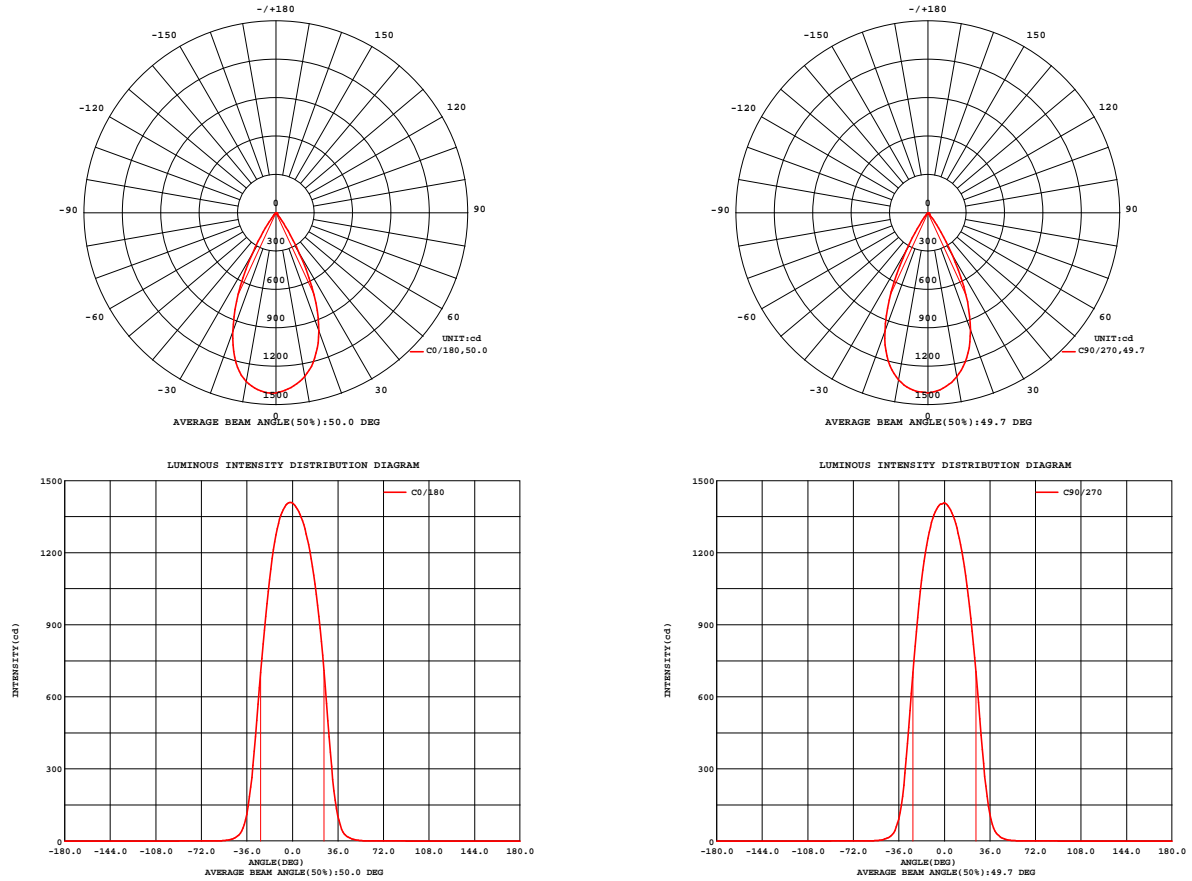 -/+180
-150 150
-120 120
-90 0 90
300
600
-60 60
900
UNIT:cd
C0/180,50.0
1200
-30 30
1500
0
AVERAGE BEAM ANGLE(50%):50.0 DEG
-/+180
-150 150
-120 120
-90 0 90
300
600
-60 60
900
UNIT:cd
C90/270,49.7
1200
-30 30
1500
0
AVERAGE BEAM ANGLE(50%):49.7 DEG
LUMINOUS INTENSITY DISTRIBUTION DIAGRAM
1500
C0/180
1200
900
INTENSITY(cd)
600
300
0
-180.0 -144.0 -108.0 -72.0 -36.0 0.0 36.0 72.0 108.0 144.0 180.0
ANGLE(DEG)
AVERAGE BEAM ANGLE(50%):50.0 DEG
LUMINOUS INTENSITY DISTRIBUTION DIAGRAM
1500
C90/270
1200
900
INTENSITY(cd)
600
300
0
-180.0 -144.0 -108.0 -72.0 -36.0 0.0 36.0 72.0 108.0 144.0 180.0
ANGLE(DEG)
AVERAGE BEAM ANGLE(50%):49.7 DEG